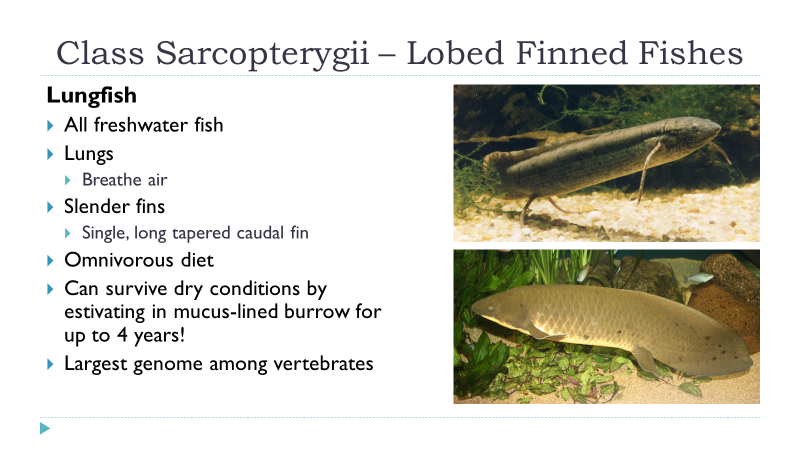 Class Sarcopterygii – Lobed Finned Fishes
Lungfish
All freshwater fish
Lungs
Breathe air
Slender fins
Single, long tapered caudal fin
Omnivorous diet
Can survive dry conditions by
estivating in mucus-lined burrow for
up to 4 years!
Largest genome among vertebrates